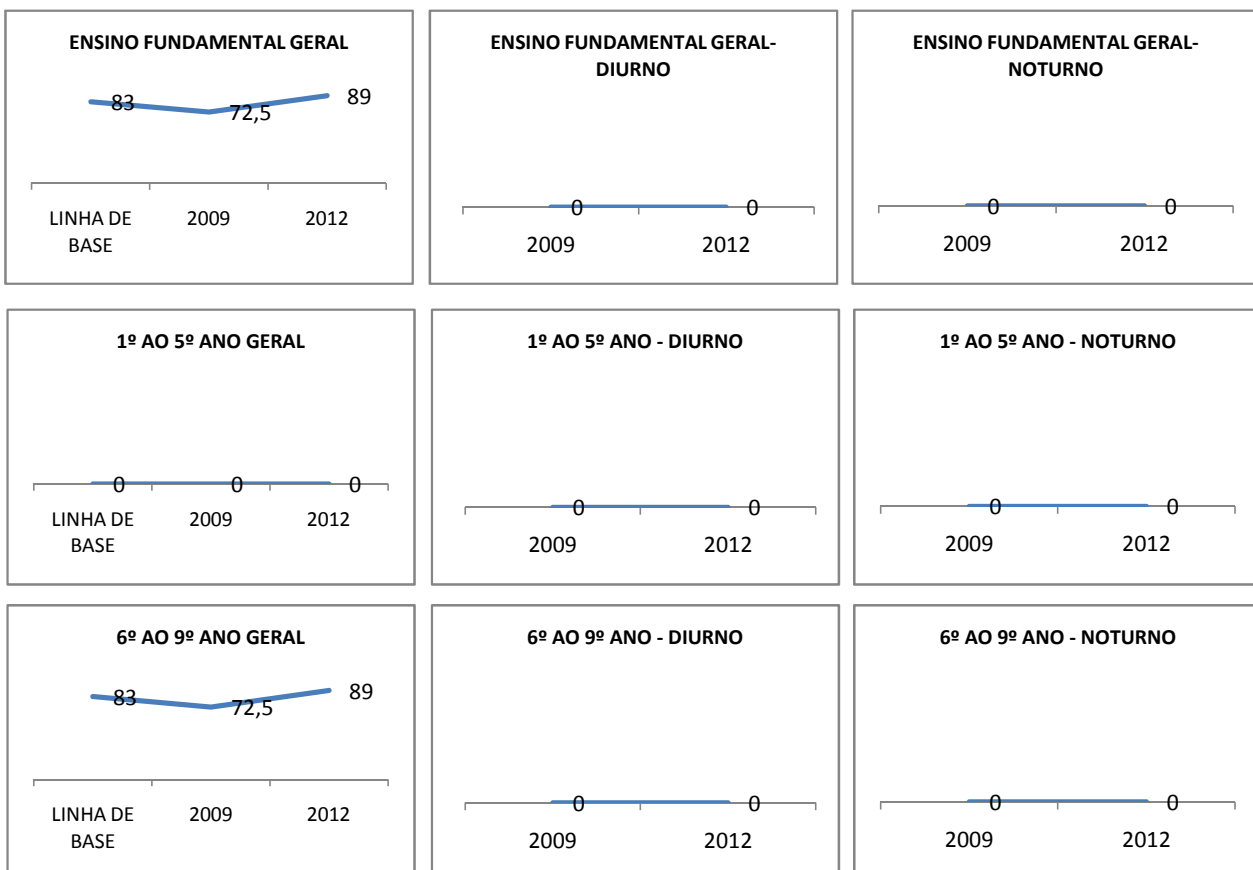 ENSINO FUNDAMENTAL GERAL
83
72,5
89
LINHA DE
BASE
2009
2012
ENSINO FUNDAMENTAL GERAL-
DIURNO
0
0
2009
2012
ENSINO FUNDAMENTAL GERAL-
NOTURNO
0
0
2009
2012
1º AO 5º ANO GERAL
0
0
0
LINHA DE
BASE
2009
2012
1º AO 5º ANO - DIURNO
0
0
2009
2012
1º AO 5º ANO - NOTURNO
0
0
2009
2012
6º AO 9º ANO GERAL
83
72,5
89
LINHA DE
BASE
2009
2012
6º AO 9º ANO - DIURNO
0
0
2009
2012
6º AO 9º ANO - NOTURNO
0
0
2009
2012